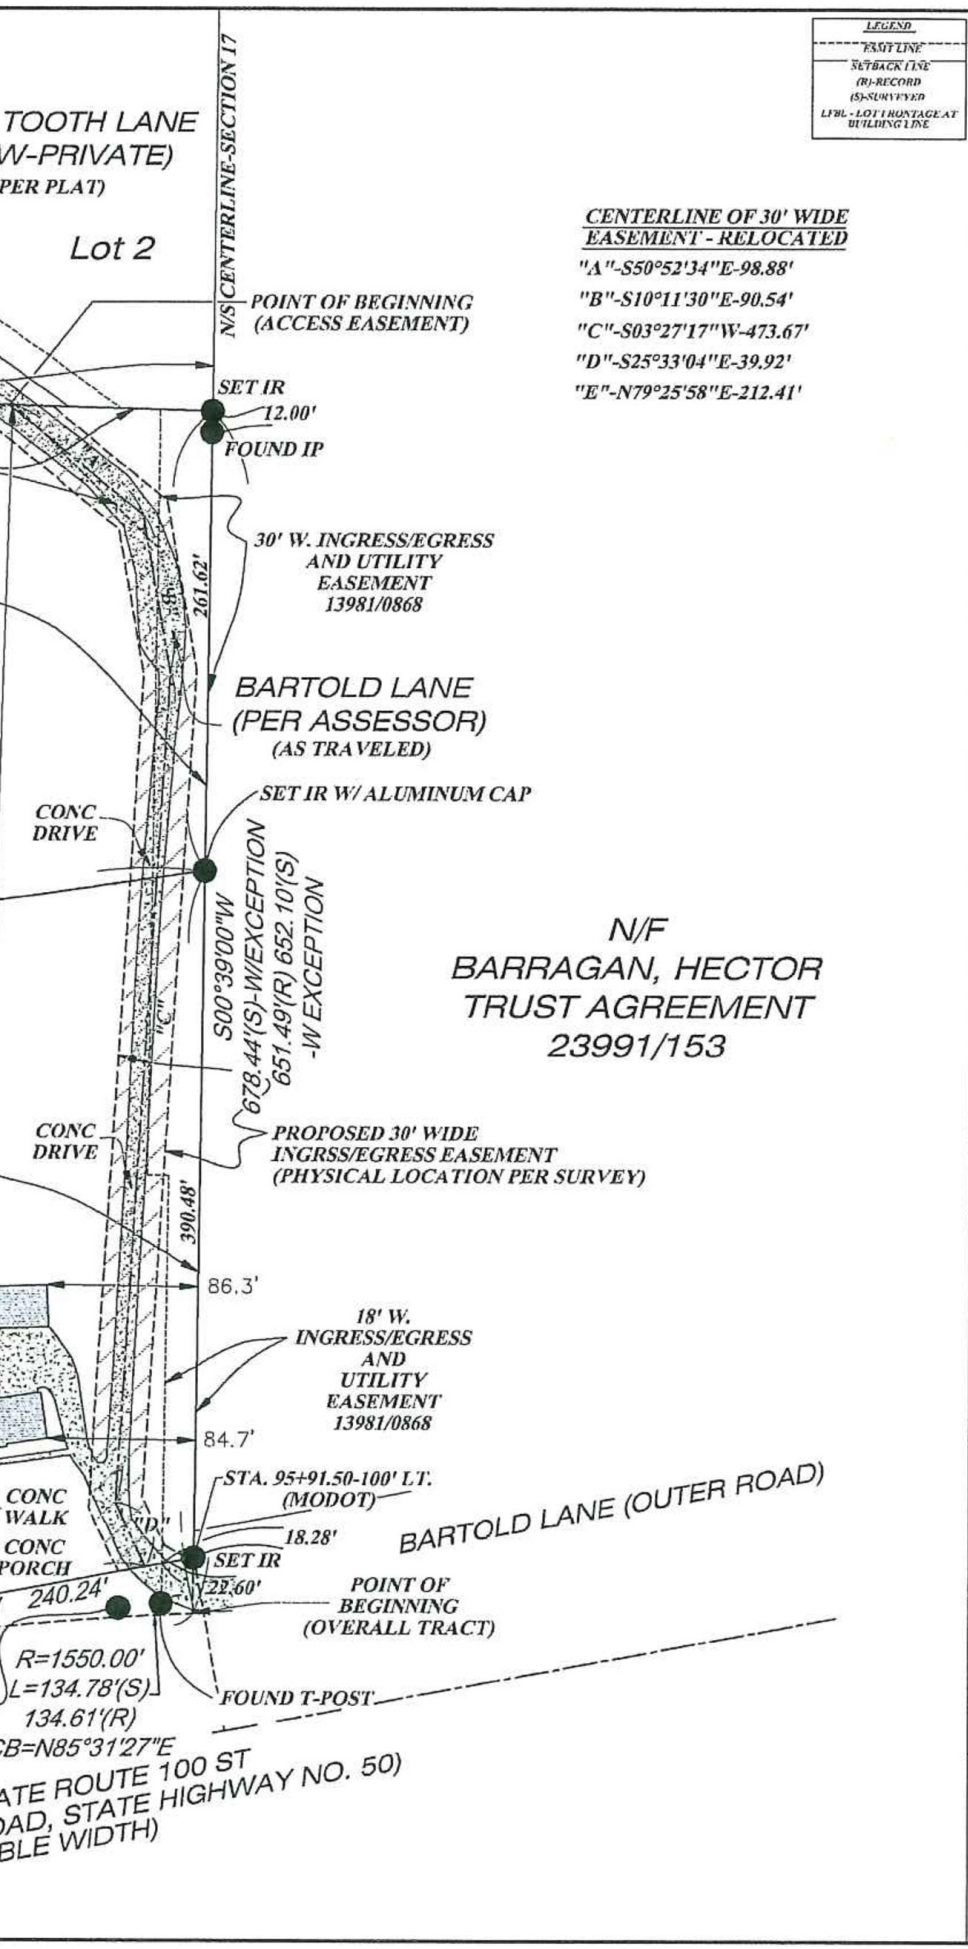 LEGEND
ESMT LINE
SETBACK LINE
(R)-RECORD
(S)-SURVEYED
LFBL - LOT FRONTAGE AT
BUILDING LINE
N/S CENTERLINE-SECTION 17
TOOTH LANE
W-PRIVATE)
PER PLAT)
Lot 2
CENTERLINE OF 30' WIDE
EASEMENT - RELOCATED
"A"-S50°52'34"E-98.88'
"B"-S10°11'30"E-90.54'
"C"-S03°27'17"W-473.67'
"D"-S25°33'04"E-39.92'
"E"-N79°25'58"E-212.41'
POINT OF BEGINNING
(ACCESS EASEMENT)
SET IR
12.00'
FOUND IP
"A"
30' W. INGRESS/EGRESS
AND UTILITY
EASEMENT
13981/0868
261.62'
"B"
BARTOLD LANE
(PER ASSESSOR)
(AS TRAVELED)
SET IR W/ ALUMINUM CAP
CONC
DRIVE
S00°39'00"W
678.44'(S)-W/EXCEPTION
651.49'(R) 652.10'(S)
-W EXCEPTION
N/F
BARRAGAN, HECTOR
TRUST AGREEMENT
23991/153
"C"
CONC
DRIVE
PROPOSED 30' WIDE
INGRSS/EGRESS EASEMENT
(PHYSICAL LOCATION PER SURVEY)
390.48'
86.3'
18' W.
INGRESS/EGRESS
AND
UTILITY
EASEMENT
13981/0868
84.7'
STA. 95+91.50-100' LT.
(MODOT)
BARTOLD LANE (OUTER ROAD)
CONC
WALK
"D"
18.28'
CONC
PORCH
SET IR
240.24'
22.60'
POINT OF
BEGINNING
(OVERALL TRACT)
R=1550.00'
L=134.78'(S)
134.61'(R)
CB=N85°31'27"E
FOUND T-POST
ATE ROUTE 100 ST
OAD, STATE HIGHWAY NO. 50)
BLE WIDTH)